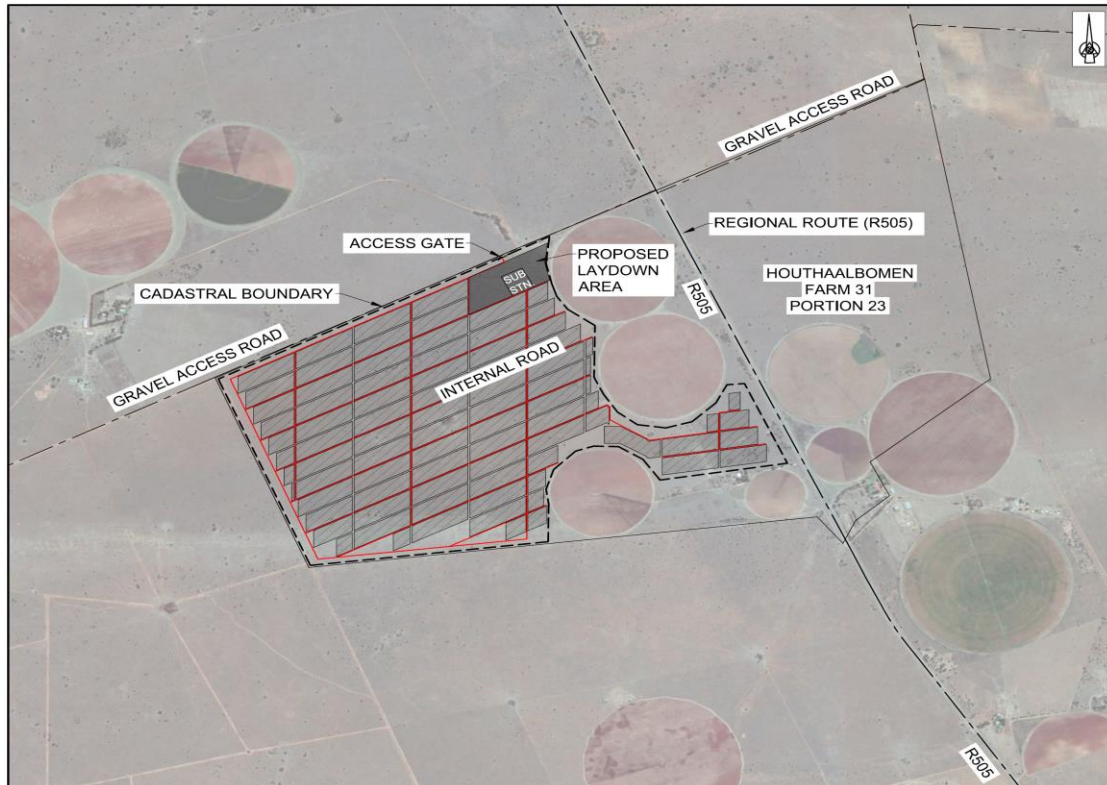 GRAVEL ACCESS ROAD
REGIONAL ROUTE (R505)
ACCESS GATE
PROPOSED
LAYDOWN
AREA
SUB
STN.
HOUTHAALBOMEN
FARM 31
PORTION 23
CADASTRAL BOUNDARY
R505
GRAVEL ACCESS ROAD
INTERNAL ROAD
R505